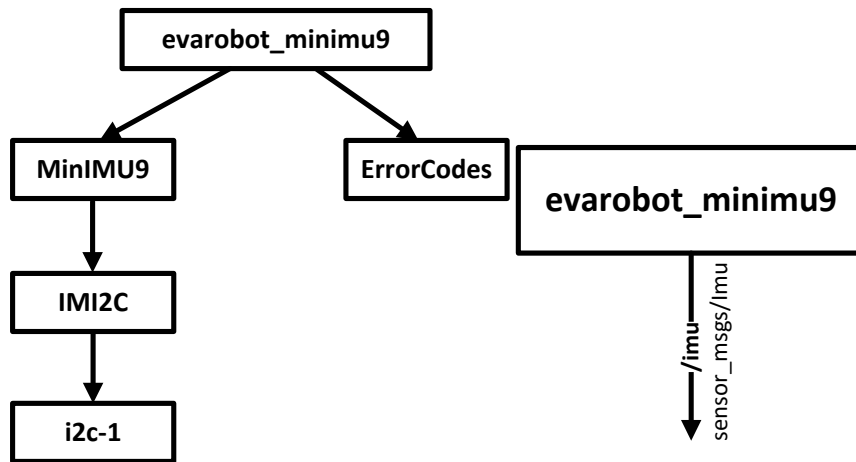 evarobot_minimu9
MinIMU9
ErrorCodes
IMI2C
i2c-1
evarobot_minimu9
/imu
sensor_msgs/Imu